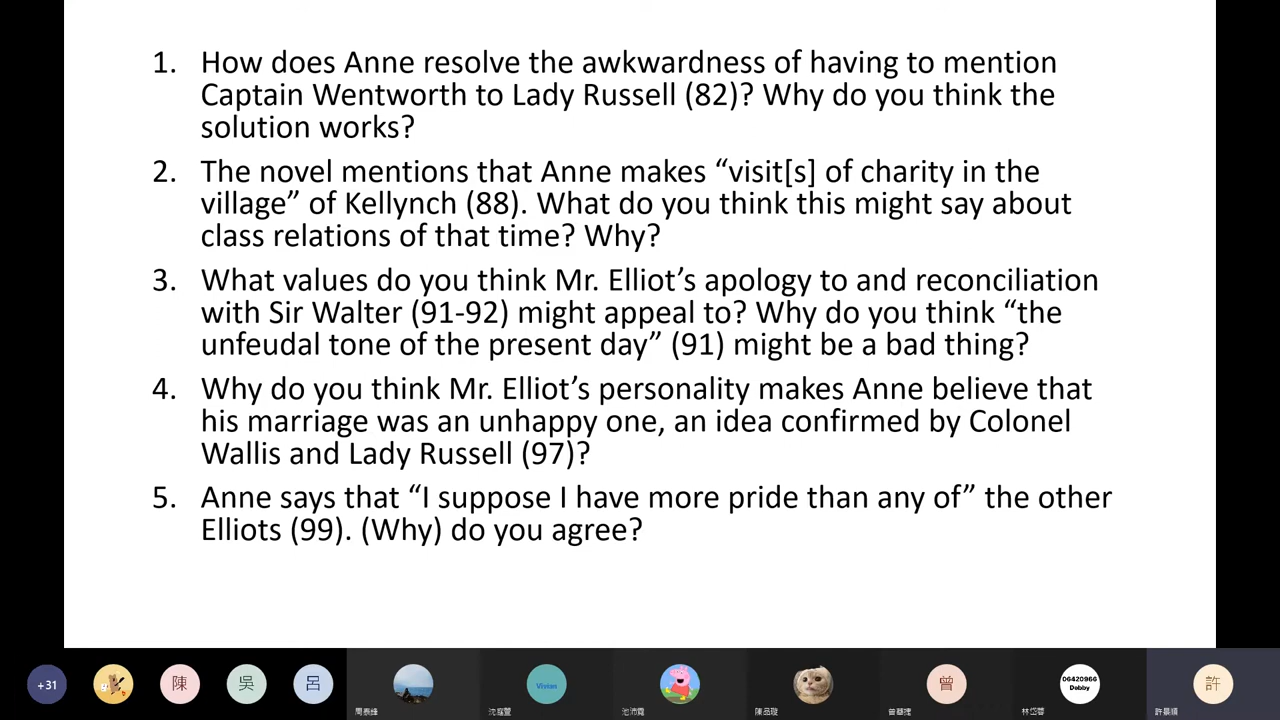 1. How does Anne resolve the awkwardness of having to mention
Captain Wentworth to Lady Russell (82)? Why do you think the
solution works?
2. The novel mentions that Anne makes “visit[s] of charity in the
village” of Kellynch (88). What do you think this might say about
class relations of that time? Why?
3. What values do you think Mr. Elliot’s apology to and reconciliation
with Sir Walter (91-92) might appeal to? Why do you think “the
unfeudal tone of the present day” (91) might be a bad thing?
4. Why do you think Mr. Elliot’s personality makes Anne believe that
his marriage was an unhappy one, an idea confirmed by Colonel
Wallis and Lady Russell (97)?
5. Anne says that “I suppose I have more pride than any of” the other
Elliots (99). (Why) do you agree?
+31
陳
吳
呂
Vivian
曾
06420966
Debby
許